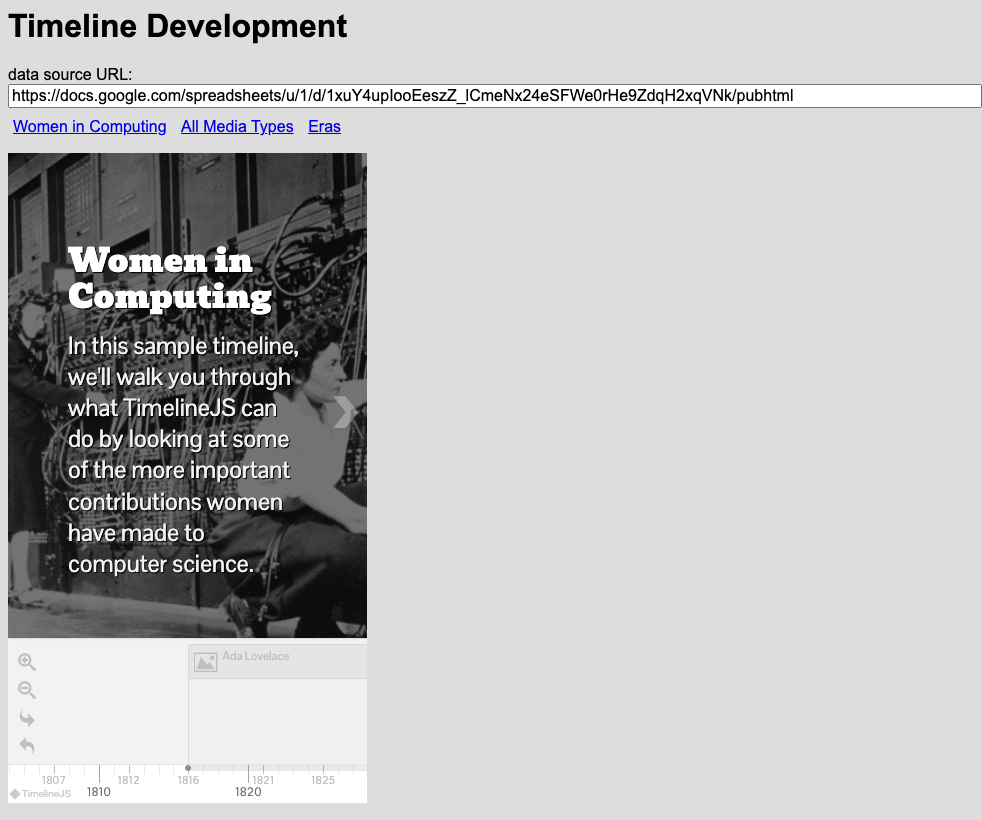 Timeline Development
data source URL:
https://docs.google.com/spreadsheets/u/1/d/1xuY4upIooEeszZ_lCmeNx24eSFWe0rHe9ZdqH2xqVNk/pubhtml
Women in Computing All Media Types Eras
Women in
Computing
In this sample timeline,
we'll walk you through
what TimelineJS can
do by looking at some
of the more important
contributions women
have made to
computer science.
Ada Lovelace
1807 1812 1816 1821 1825
TimelineJS 1810 1820